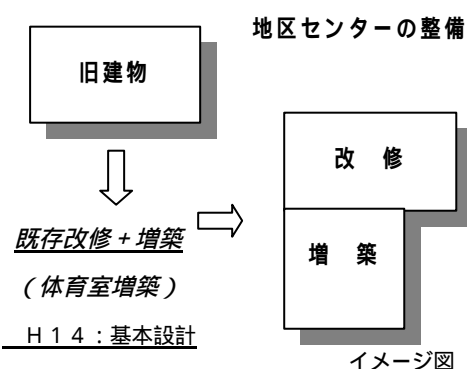 地区センターの整備
旧建物
改 修
既存改修+増築
増 築
(体育室増築)
H14:基本設計
イメージ図